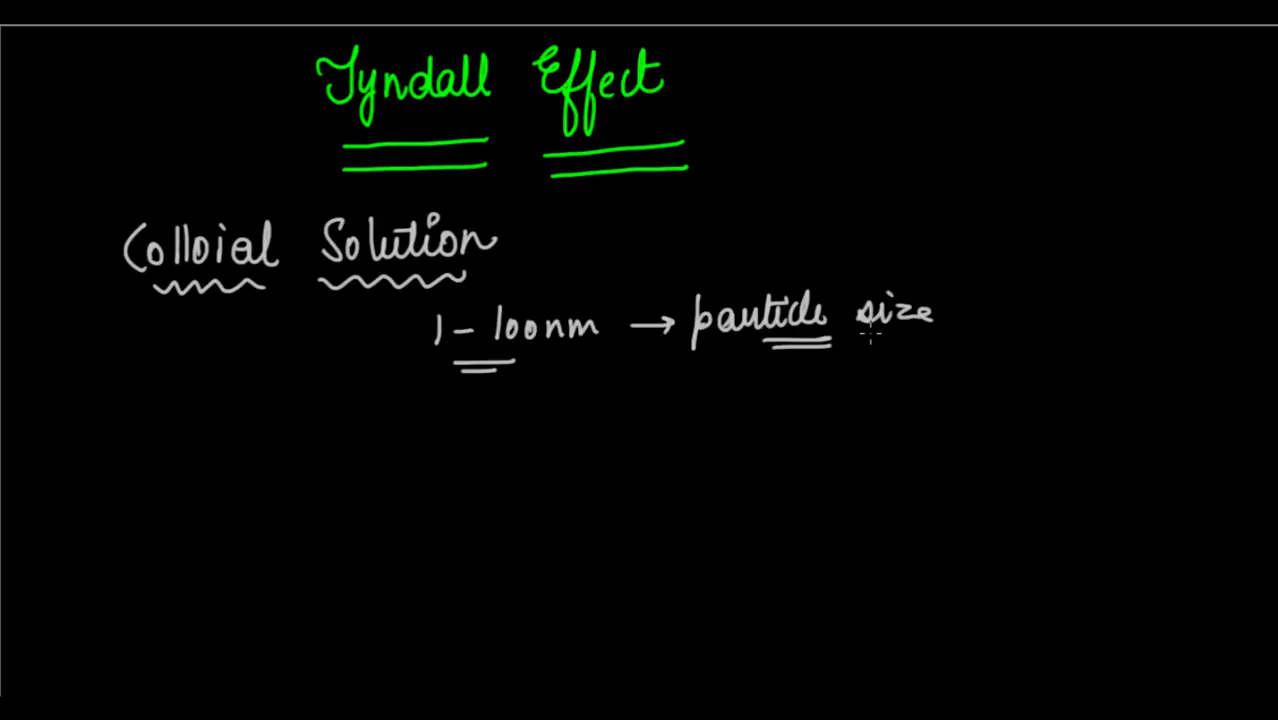 Tyndall Effect
Colloial Solution
1 - 100nm → particle size